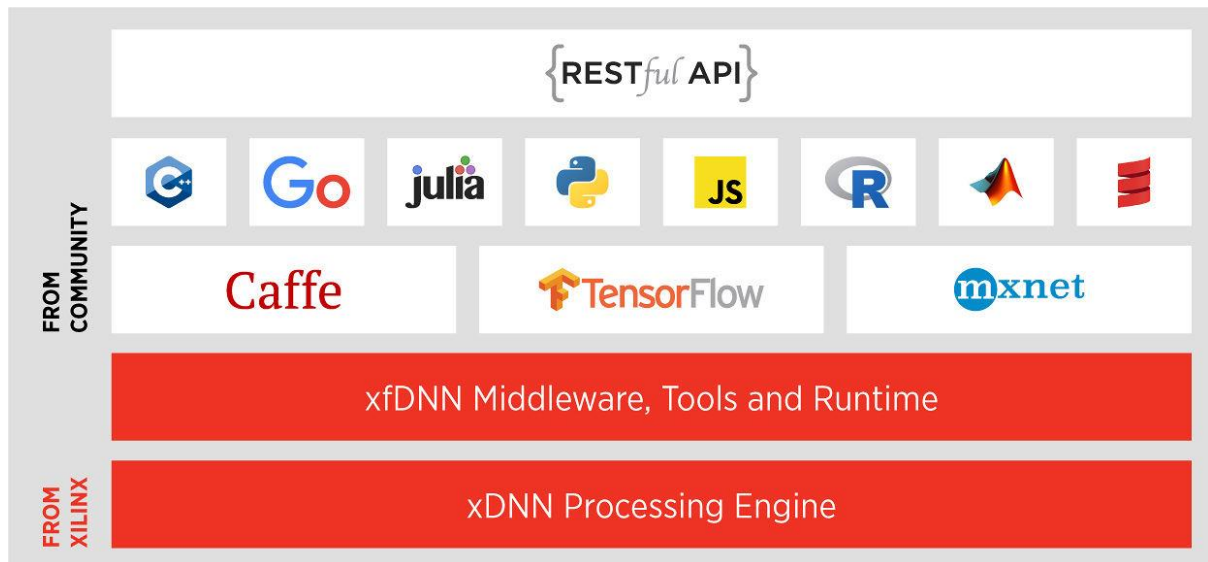 {RESTful API}
C++
Go
julia
JS
R
FROM
COMMUNITY
Caffe
TensorFlow
mxnet
xfDNN Middleware, Tools and Runtime
FROM
XILINX
xDNN Processing Engine